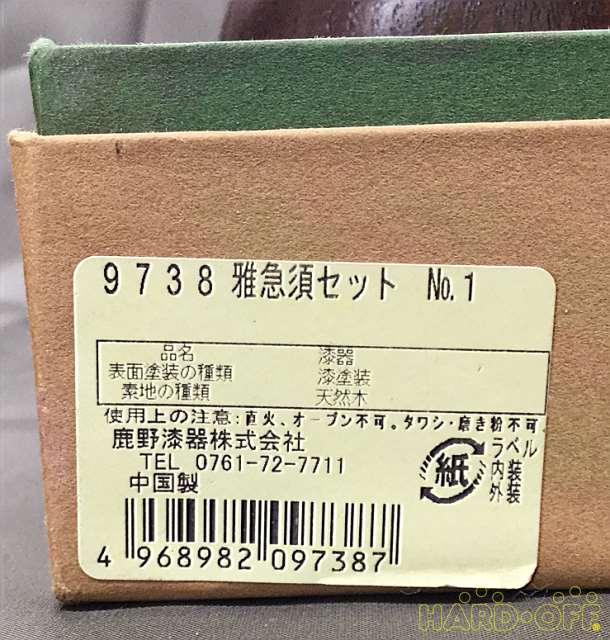 9738 雅急須セット No.1
品名 漆器
表面塗装の種類 漆塗装
素地の種類 天然木
使用上の注意:直火、オーブン不可。タワシ・磨き粉不可。
鹿野漆器株式会社
TEL 0761-72-7711
中国製
紙
ラベル
内装
外装
4 968982 097387
HARD・OFF